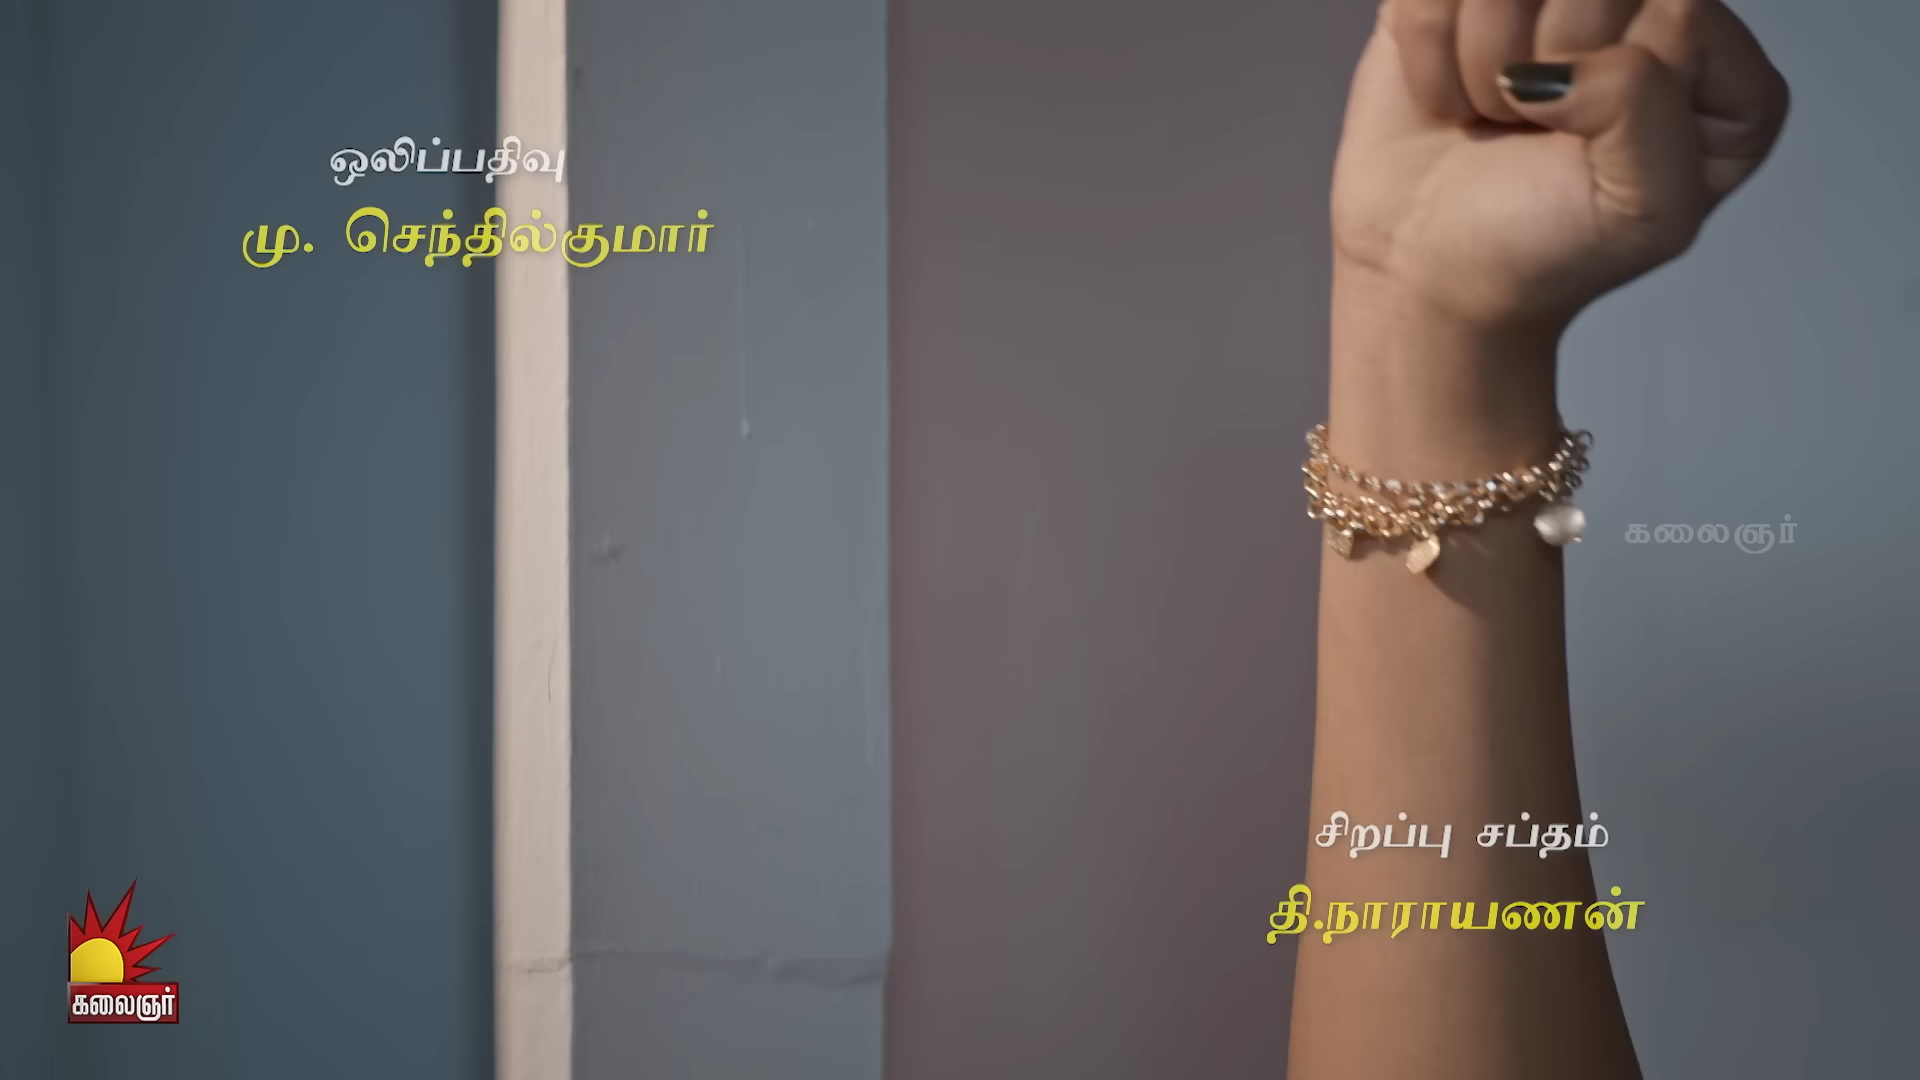 ஒலிப்பதிவு
மு. செந்தில்குமார்
கலைஞர்
சிறப்பு சப்தம்
தி.நாராயணன்
கலைஞர்